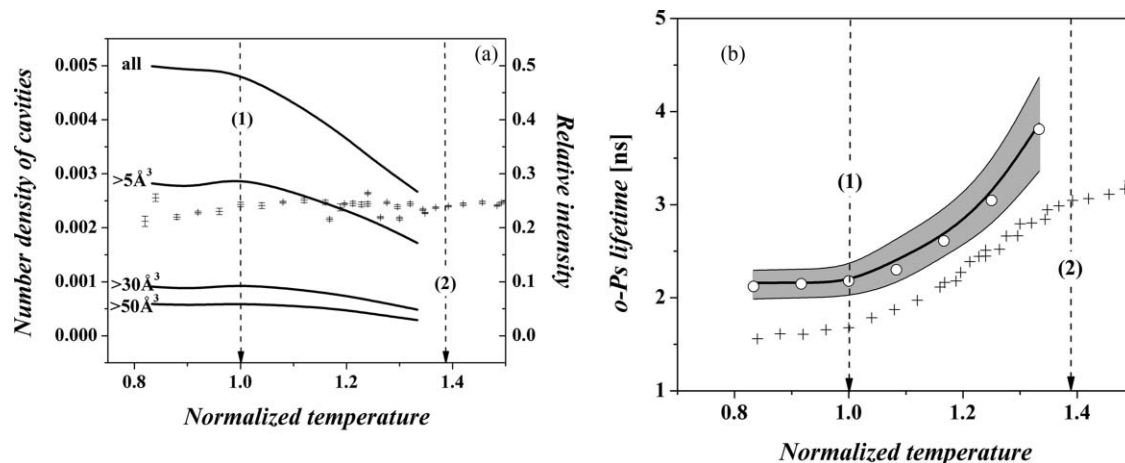 (a)
0.005
0.004
0.003
0.002
0.001
0.000
Number density of cavities
all
>5Å³
>30Å³
>50Å³
(1)
(2)
0.5
0.4
0.3
0.2
0.1
0.0
Relative intensity
0.8 1.0 1.2 1.4
Normalized temperature
(b)
5
4
3
2
1
o-Ps lifetime [ns]
(1)
(2)
0.8 1.0 1.2 1.4
Normalized temperature